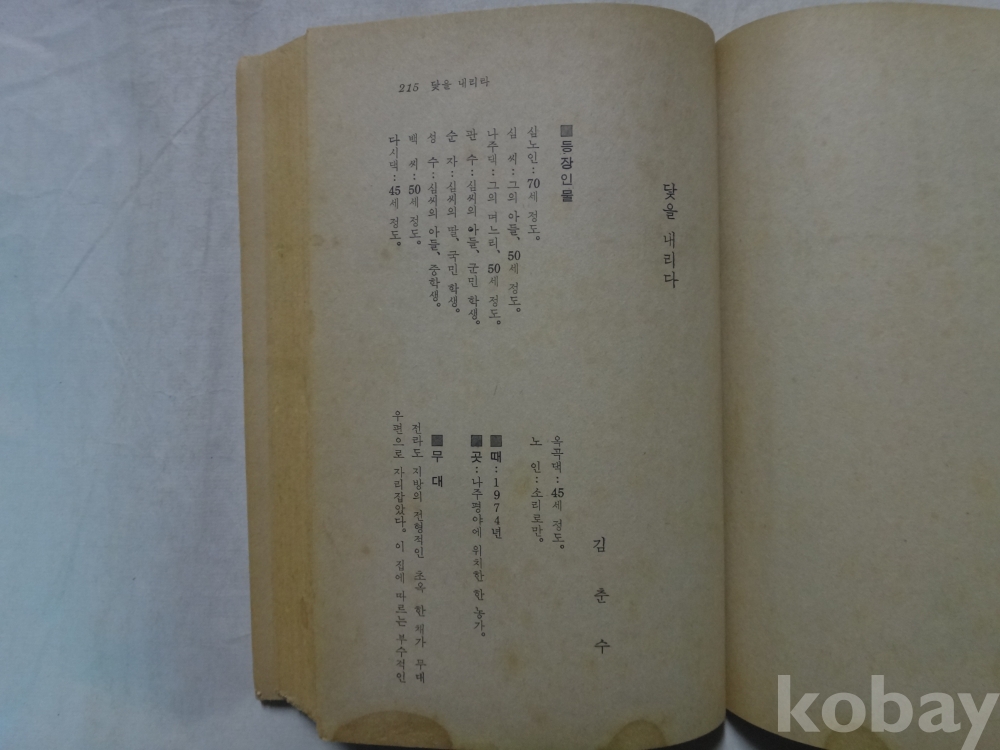 215 닻을 내리다
닻을 내리다
김 춘 수
■등장인물
심노인:70세 정도。
심 씨:그의 아들、50세 정도。
나주댁:그의 며느리、50세 정도。
판 수:심씨의 아들、군민 학생。
순 자:심씨의 딸、국민 학생。
성 수:심씨의 아들、중학생。
백 씨:50세 정도。
다시댁:45세 정도。
옥곡댁:45세 정도。
노 인:소리로만。
■때:1974년
■곳:나주평야에 위치한 한 농가。
■무 대
전라도 지방의 전형적인 초옥 한 채가 무대
우편으로 자리잡았다。이 집에 따르는 부수적인
kobay